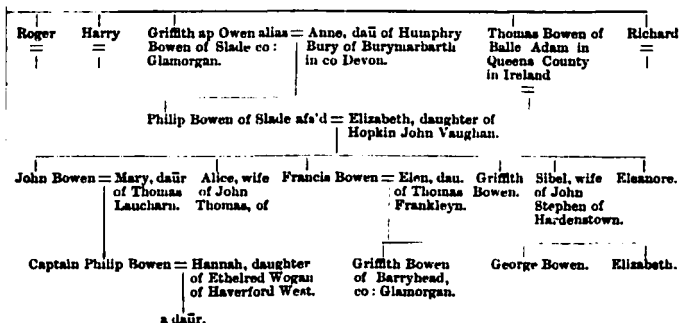 Roger
Harry
Griffith ap Owen alias = Anne, daū of Humphry
Bowen of Slade co: Bury of Burymarbarth
Glamorgan. in co Devon.
Thomas Bowen of
Balle Adam in
Queens County
in Ireland
Richard
Philip Bowen of Slade afs'd = Elizabeth, daughter of
Hopkin John Vaughan.
John Bowen = Mary, daūr
of Thomas
Laucharn.
Alice, wife
of John
Thomas, of
Francis Bowen = Elen, dau.
of Thomas
Frankleyn.
Griffith
Bowen.
Sibel, wife
of John
Stephen of
Hardenstown.
Eleanore.
Captain Philip Bowen = Hannah, daughter
of Ethelred Wogan
of Haverford West.
Griffith Bowen
of Barryhead,
co: Glamorgan.
George Bowen.
Elizabeth.
a daūr.